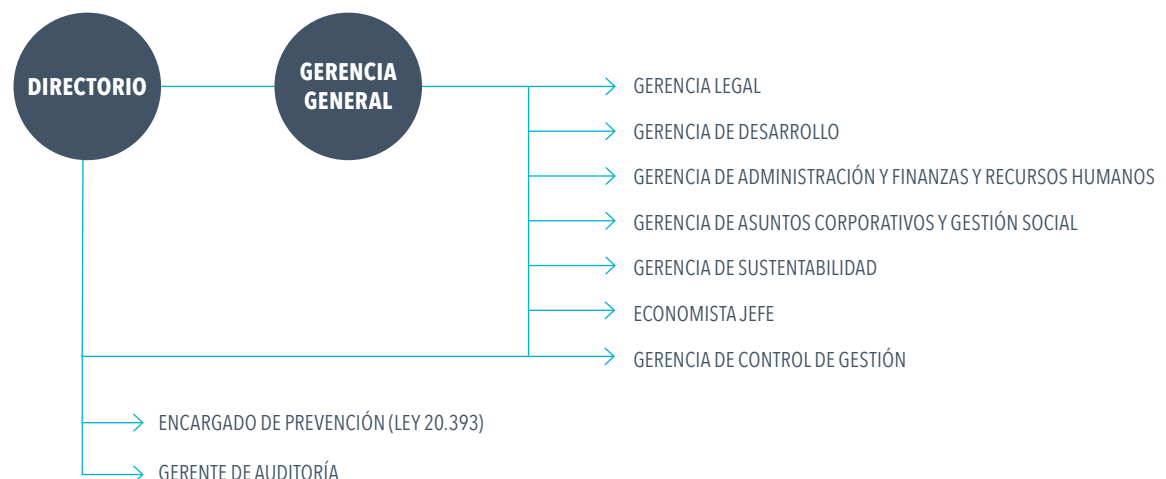 DIRECTORIO
GERENCIA
GENERAL
GERENCIA LEGAL
GERENCIA DE DESARROLLO
GERENCIA DE ADMINISTRACIÓN Y FINANZAS Y RECURSOS HUMANOS
GERENCIA DE ASUNTOS CORPORATIVOS Y GESTIÓN SOCIAL
GERENCIA DE SUSTENTABILIDAD
ECONOMISTA JEFE
GERENCIA DE CONTROL DE GESTIÓN
ENCARGADO DE PREVENCIÓN (LEY 20.393)
GERENTE DE AUDITORÍA